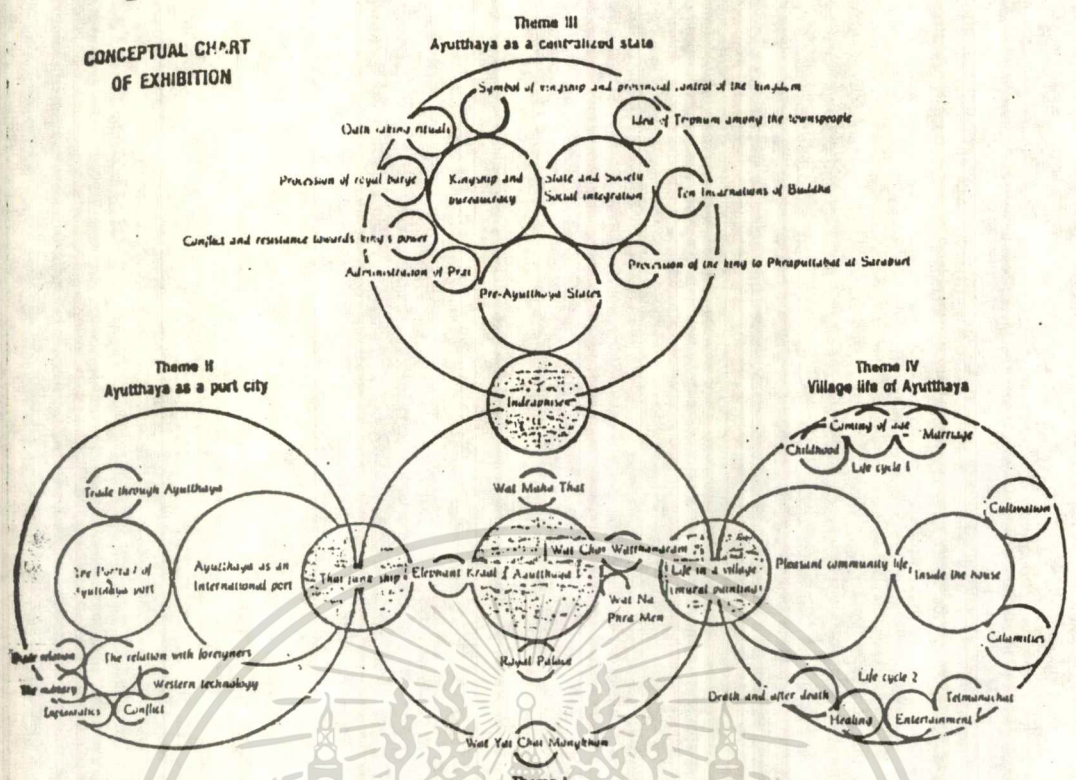 CONCEPTUAL CHART
OF EXHIBITION
Theme III
Ayutthaya as a centralized state
Symbol of kingship and provincial control of the kingdom
Oath taking rituals
Idea of Tripnum among the townspeople
Procession of royal barge
Kingship and
bureaucracy
State and Society
Social integration
Ten Incarnations of Buddha
Conflict and resistance towards king's power
Administration of Prai
Procession of the king to Phraputtabat at Saraburi
Pre-Ayutthaya States
Theme II
Ayutthaya as a port city
Theme IV
Village life of Ayutthaya
Coming of age
Marriage
Childhood
Life cycle 1
Trade through Ayutthaya
Wat Maha That
Cultivation
of
Ayutthaya port
Ayutthaya as an
International port
Thai junk ship
Elephant Kraal
Ayutthaya
Wat Chai Watthanaram
Life in a village
(mural painting)
Pleasant community life
Inside the house
Wat Na
Phra Men
Calamities
Trade relation
The relation with foreigners
Royal Palace
Western technology
Conflict
Life cycle 2
Death and after death
Healing
Entertainment
Wat Yai Chai Mongkhon
Theme I